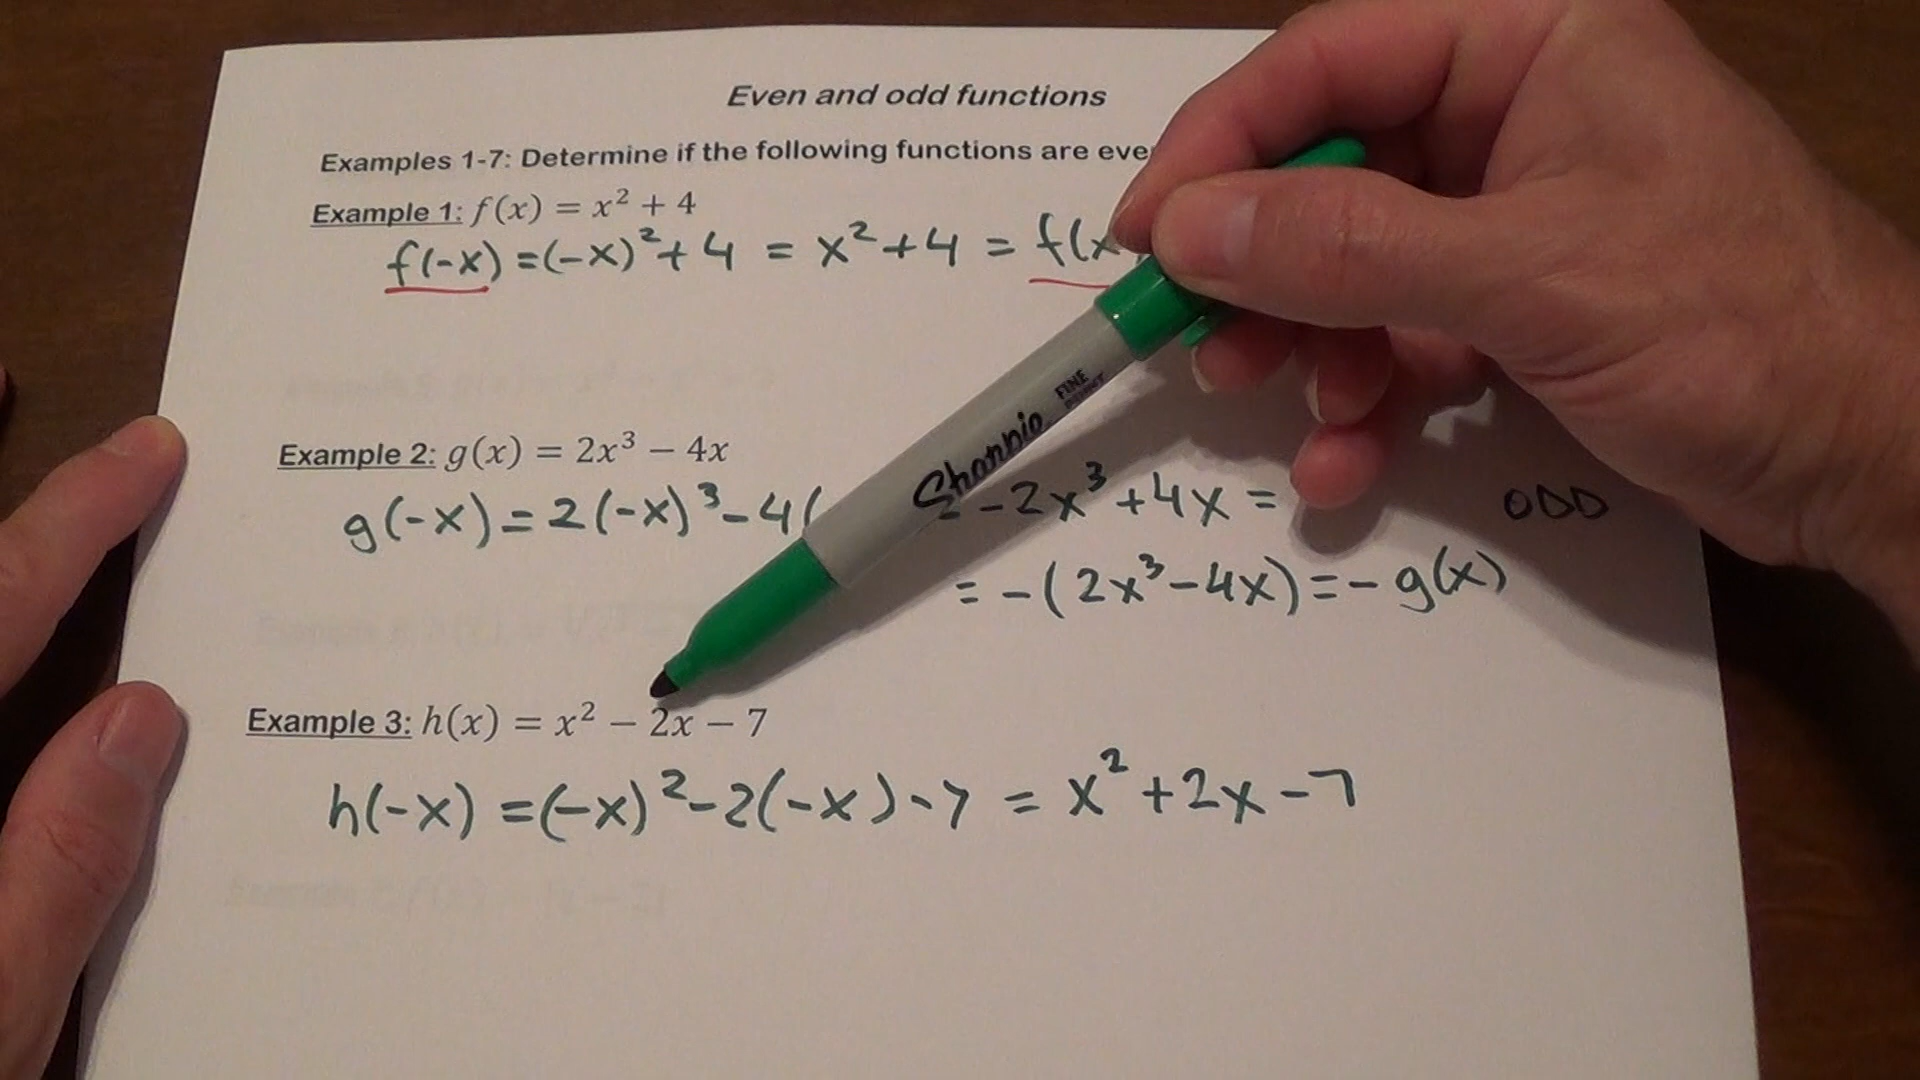 Even and odd functions
Examples 1-7: Determine if the following functions are eve
Example 1: f(x) = x² + 4
f(-x) = (-x)² + 4 = x² + 4 = f(x
Example 2: g(x) = 2x³ – 4x
g(-x) = 2(-x)³ - 4( = -2x³ + 4x = ODD
= -(2x³ - 4x) = - g(x)
Sharpie FINE POINT
Example 3: h(x) = x² – 2x – 7
h(-x) = (-x)² - 2(-x) - 7 = x² + 2x - 7